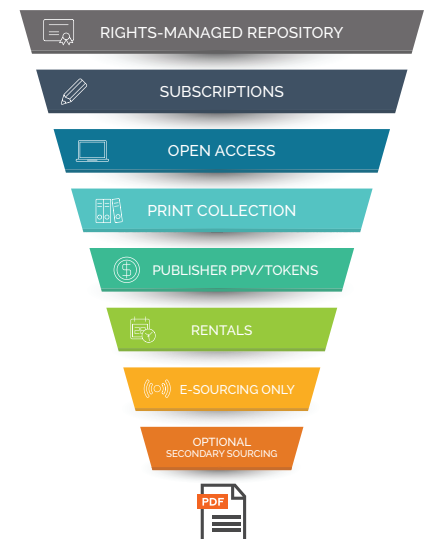 RIGHTS-MANAGED REPOSITORY
SUBSCRIPTIONS
OPEN ACCESS
PRINT COLLECTION
PUBLISHER PPV/TOKENS
RENTALS
E-SOURCING ONLY
OPTIONAL
SECONDARY SOURCING
PDF